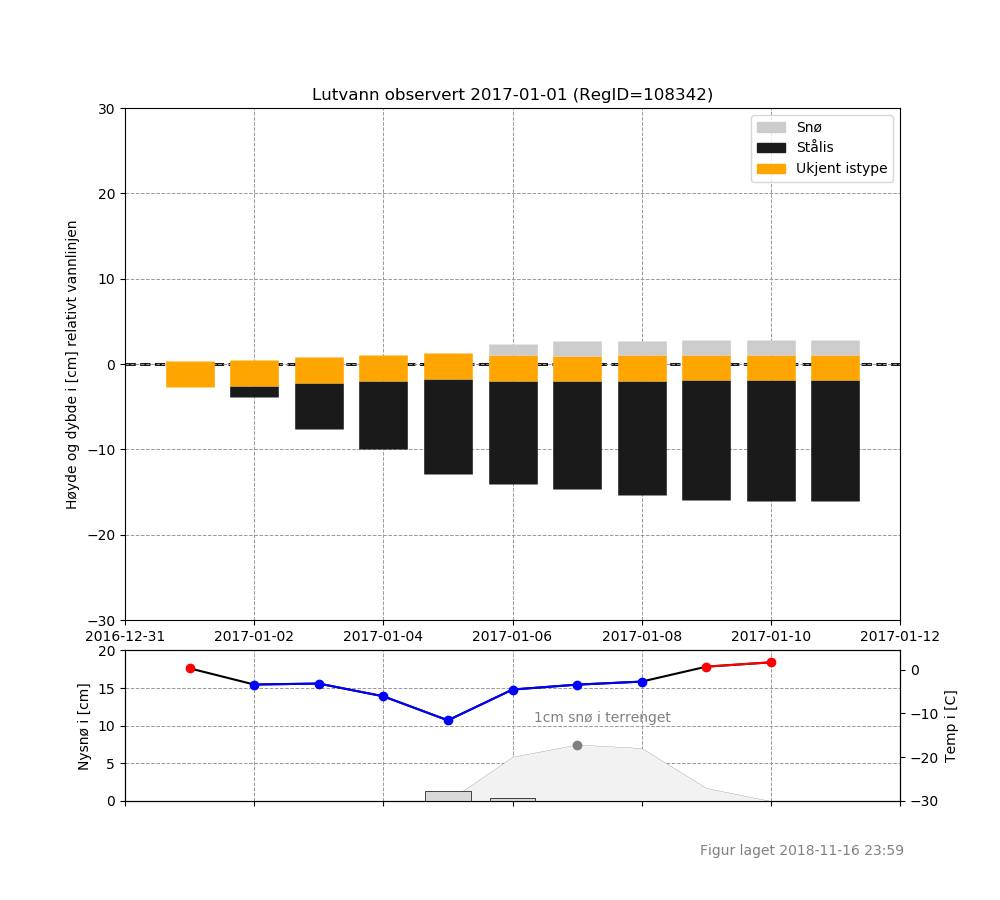 Lutvann observert 2017-01-01 (RegID=108342)
Høyde og dybde i [cm] relativt vannlinjen
30
20
10
0
−10
−20
−30
Snø
Stålis
Ukjent istype
2016-12-31 2017-01-02 2017-01-04 2017-01-06 2017-01-08 2017-01-10 2017-01-12
Nysnø i [cm]
20
15
10
5
0
1cm snø i terrenget
0
−10
−20
−30
Temp i [C]
Figur laget 2018-11-16 23:59